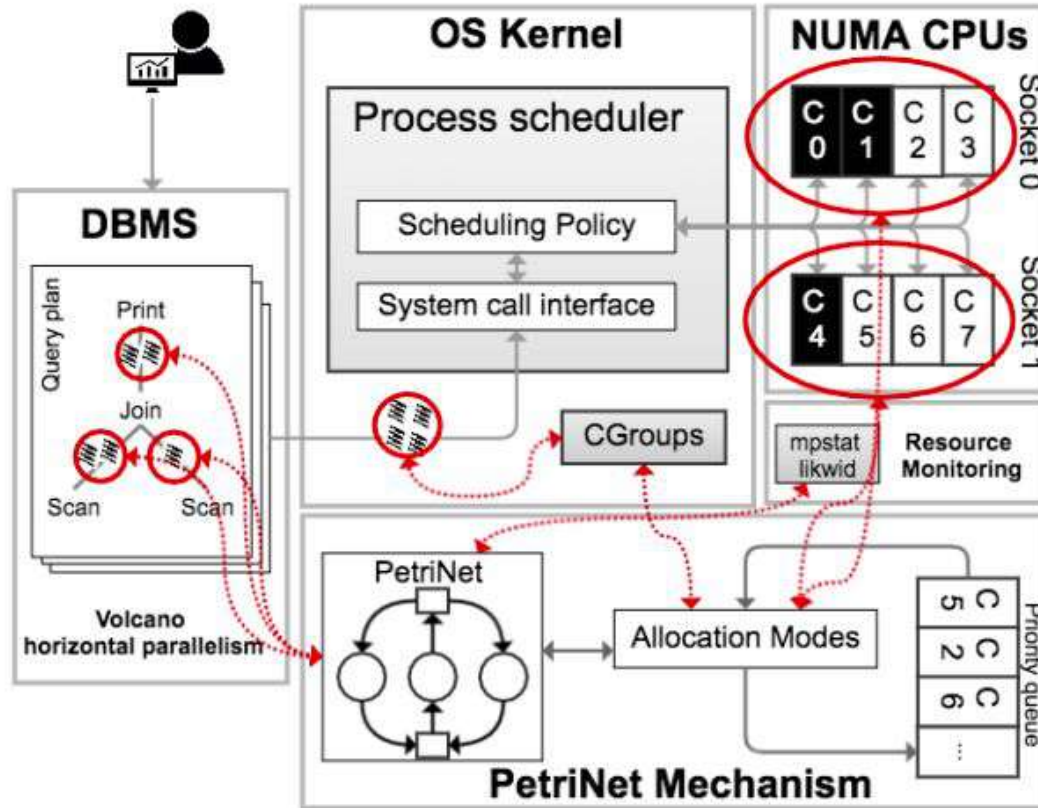 OS Kernel
Process scheduler
Scheduling Policy
System call interface
CGroups
NUMA CPUs
C 0
C 1
C 2
C 3
Socket 0
C 4
C 5
C 6
C 7
Socket 1
mpstat
likwid
Resource
Monitoring
DBMS
Query plan
Print
Join
Scan
Scan
Volcano
horizontal parallelism
PetriNet
Allocation Modes
C 5
C 2
C 6
...
Priority queue
PetriNet Mechanism